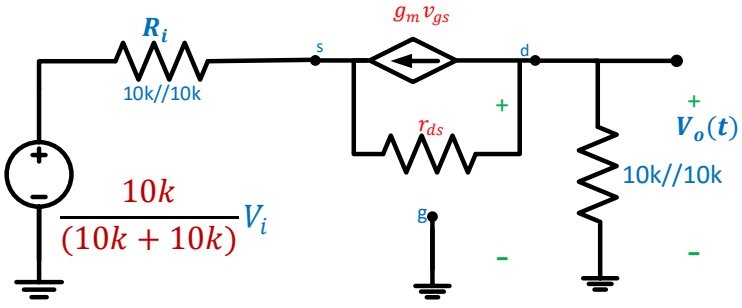 g_m v_gs
R_i
s
d
10k//10k
+
r_ds
+
V_o(t)
+
−
10k
(10k + 10k)
V_i
10k//10k
g
−
−